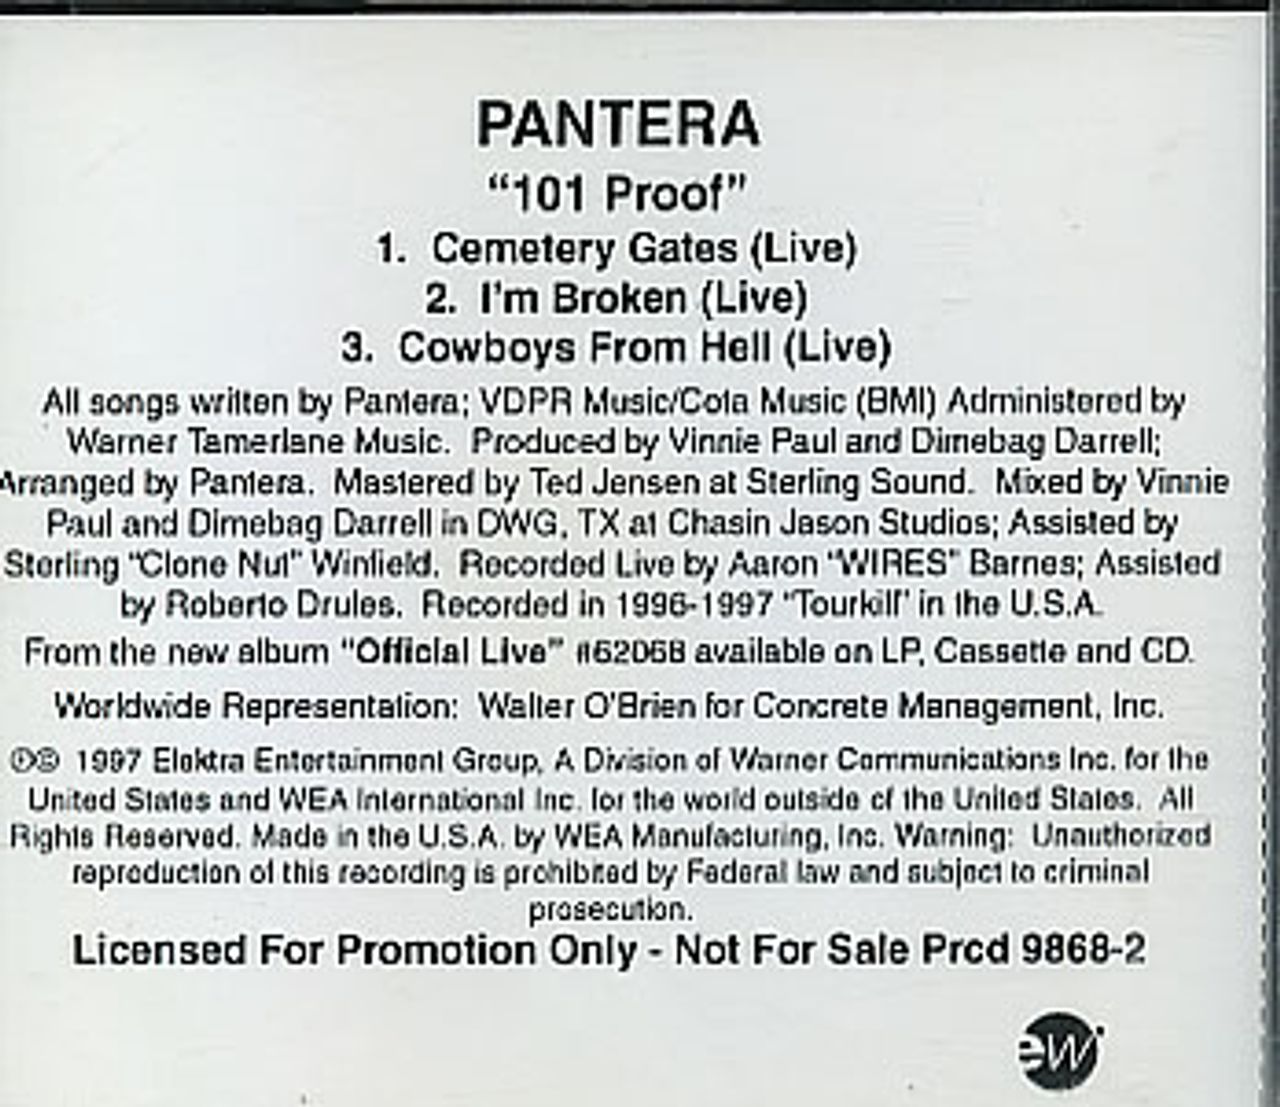 PANTERA
“101 Proof”
1. Cemetery Gates (Live)
2. I'm Broken (Live)
3. Cowboys From Hell (Live)
All songs written by Pantera; VDPR Music/Cota Music (BMI) Administered by
Warner Tamerlane Music. Produced by Vinnie Paul and Dimebag Darrell;
Arranged by Pantera. Mastered by Ted Jensen at Sterling Sound. Mixed by Vinnie
Paul and Dimebag Darrell in DWG, TX at Chasin Jason Studios; Assisted by
Sterling "Clone Nut" Winfield. Recorded Live by Aaron "WIRES" Barnes; Assisted
by Roberto Drules. Recorded in 1996-1997 "Tourkill' in the U.S.A.
From the new album "Official Live" #62068 available on LP, Cassette and CD.
Worldwide Representation: Walter O'Brien for Concrete Management, Inc.
℗© 1997 Elektra Entertainment Group, A Division of Warner Communications Inc. for the
United States and WEA International Inc. for the world outside of the United States. All
Rights Reserved. Made in the U.S.A. by WEA Manufacturing, Inc. Warning: Unauthorized
reproduction of this recording is prohibited by Federal law and subject to criminal
prosecution.
Licensed For Promotion Only - Not For Sale Prcd 9868-2
ew